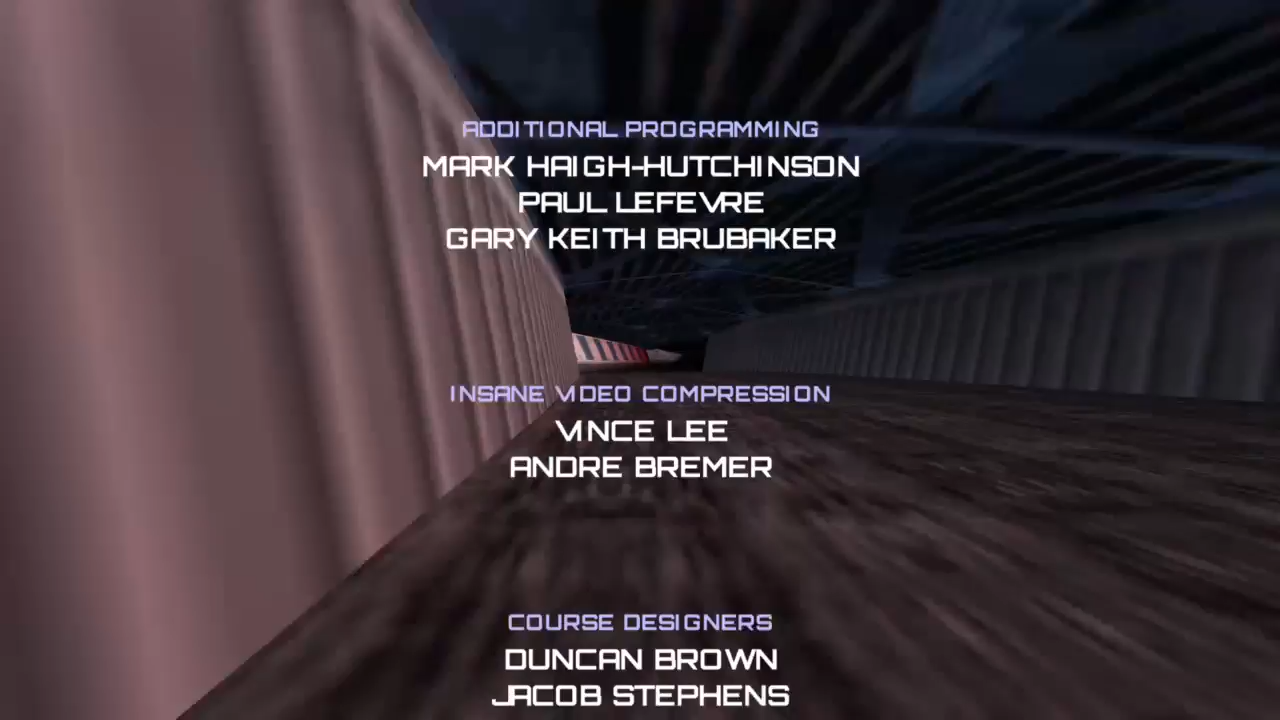 ADDITIONAL PROGRAMMING
MARK HAIGH-HUTCHINSON
PAUL LEFEVRE
GARY KEITH BRUBAKER
INSANE VIDEO COMPRESSION
VINCE LEE
ANDRE BREMER
COURSE DESIGNERS
DUNCAN BROWN
JACOB STEPHENS